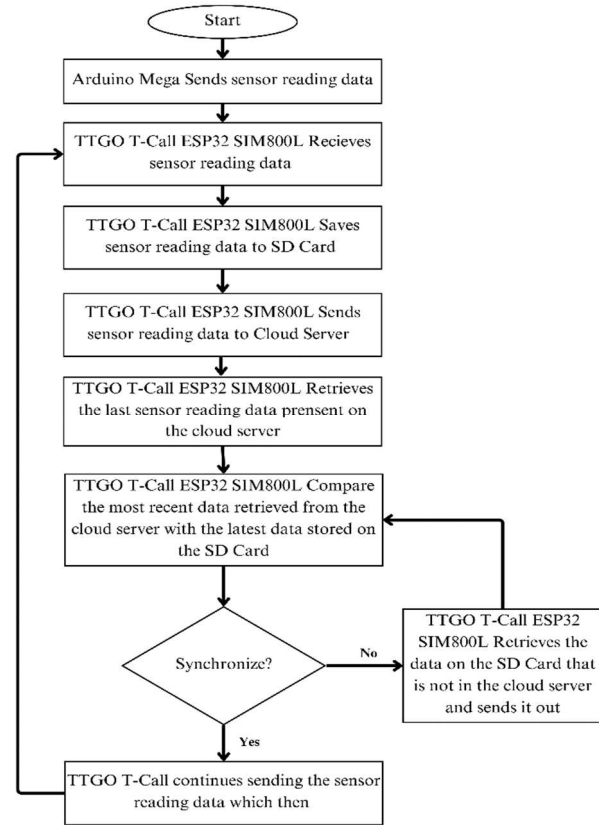 Start
Arduino Mega Sends sensor reading data
TTGO T-Call ESP32 SIM800L Recieves
sensor reading data
TTGO T-Call ESP32 SIM800L Saves
sensor reading data to SD Card
TTGO T-Call ESP32 SIM800L Sends
sensor reading data to Cloud Server
TTGO T-Call ESP32 SIM800L Retrieves
the last sensor reading data prensent on
the cloud server
TTGO T-Call ESP32 SIM800L Compare
the most recent data retrieved from the
cloud server with the latest data stored on
the SD Card
Synchronize?
No
TTGO T-Call ESP32
SIM800L Retrieves the
data on the SD Card that
is not in the cloud server
and sends it out
Yes
TTGO T-Call continues sending the sensor
reading data which then